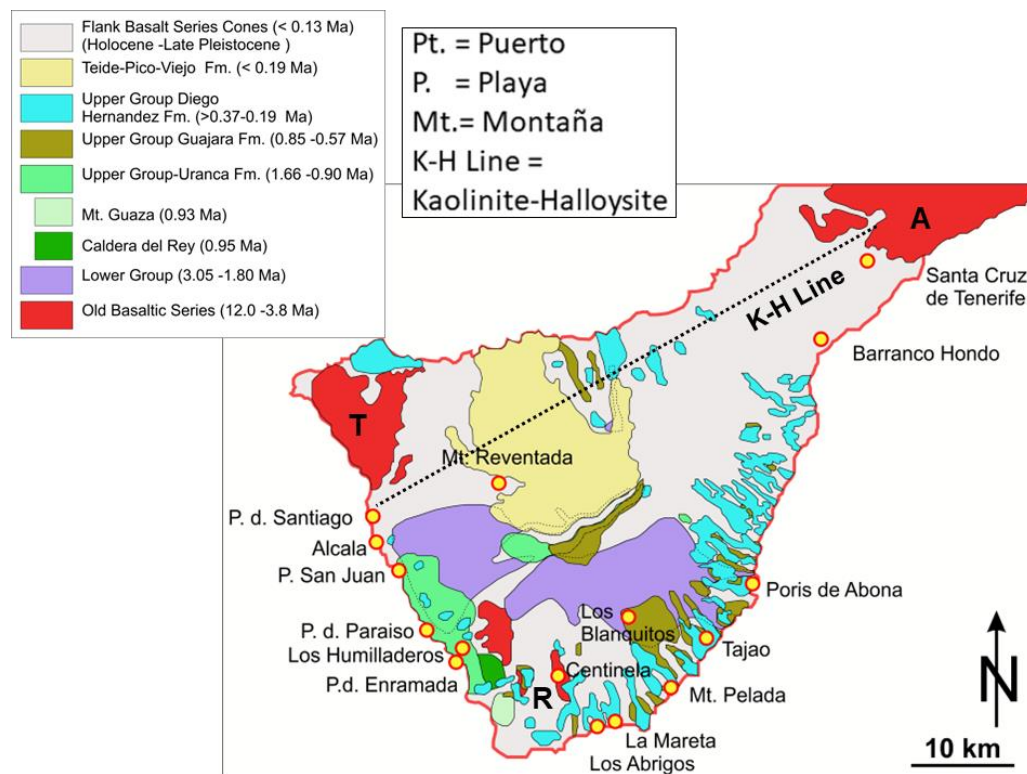 Flank Basalt Series Cones (< 0.13 Ma)
(Holocene -Late Pleistocene )
Teide-Pico-Viejo Fm. (< 0.19 Ma)
Upper Group Diego
Hernandez Fm. (>0.37-0.19 Ma)
Upper Group Guajara Fm. (0.85 -0.57 Ma)
Upper Group-Uranca Fm. (1.66 -0.90 Ma)
Mt. Guaza (0.93 Ma)
Caldera del Rey (0.95 Ma)
Lower Group (3.05 -1.80 Ma)
Old Basaltic Series (12.0 -3.8 Ma)
Pt. = Puerto
P. = Playa
Mt.= Montaña
K-H Line =
Kaolinite-Halloysite
A
K-H Line
Santa Cruz
de Tenerife
Barranco Hondo
T
Mt. Reventada
P. d. Santiago
Alcala
P. San Juan
Poris de Abona
Los
Blanquitos
P. d. Paraiso
Tajao
Los Humilladeros
Centinela
P.d. Enramada
R
Mt. Pelada
La Mareta
Los Abrigos
N
10 km